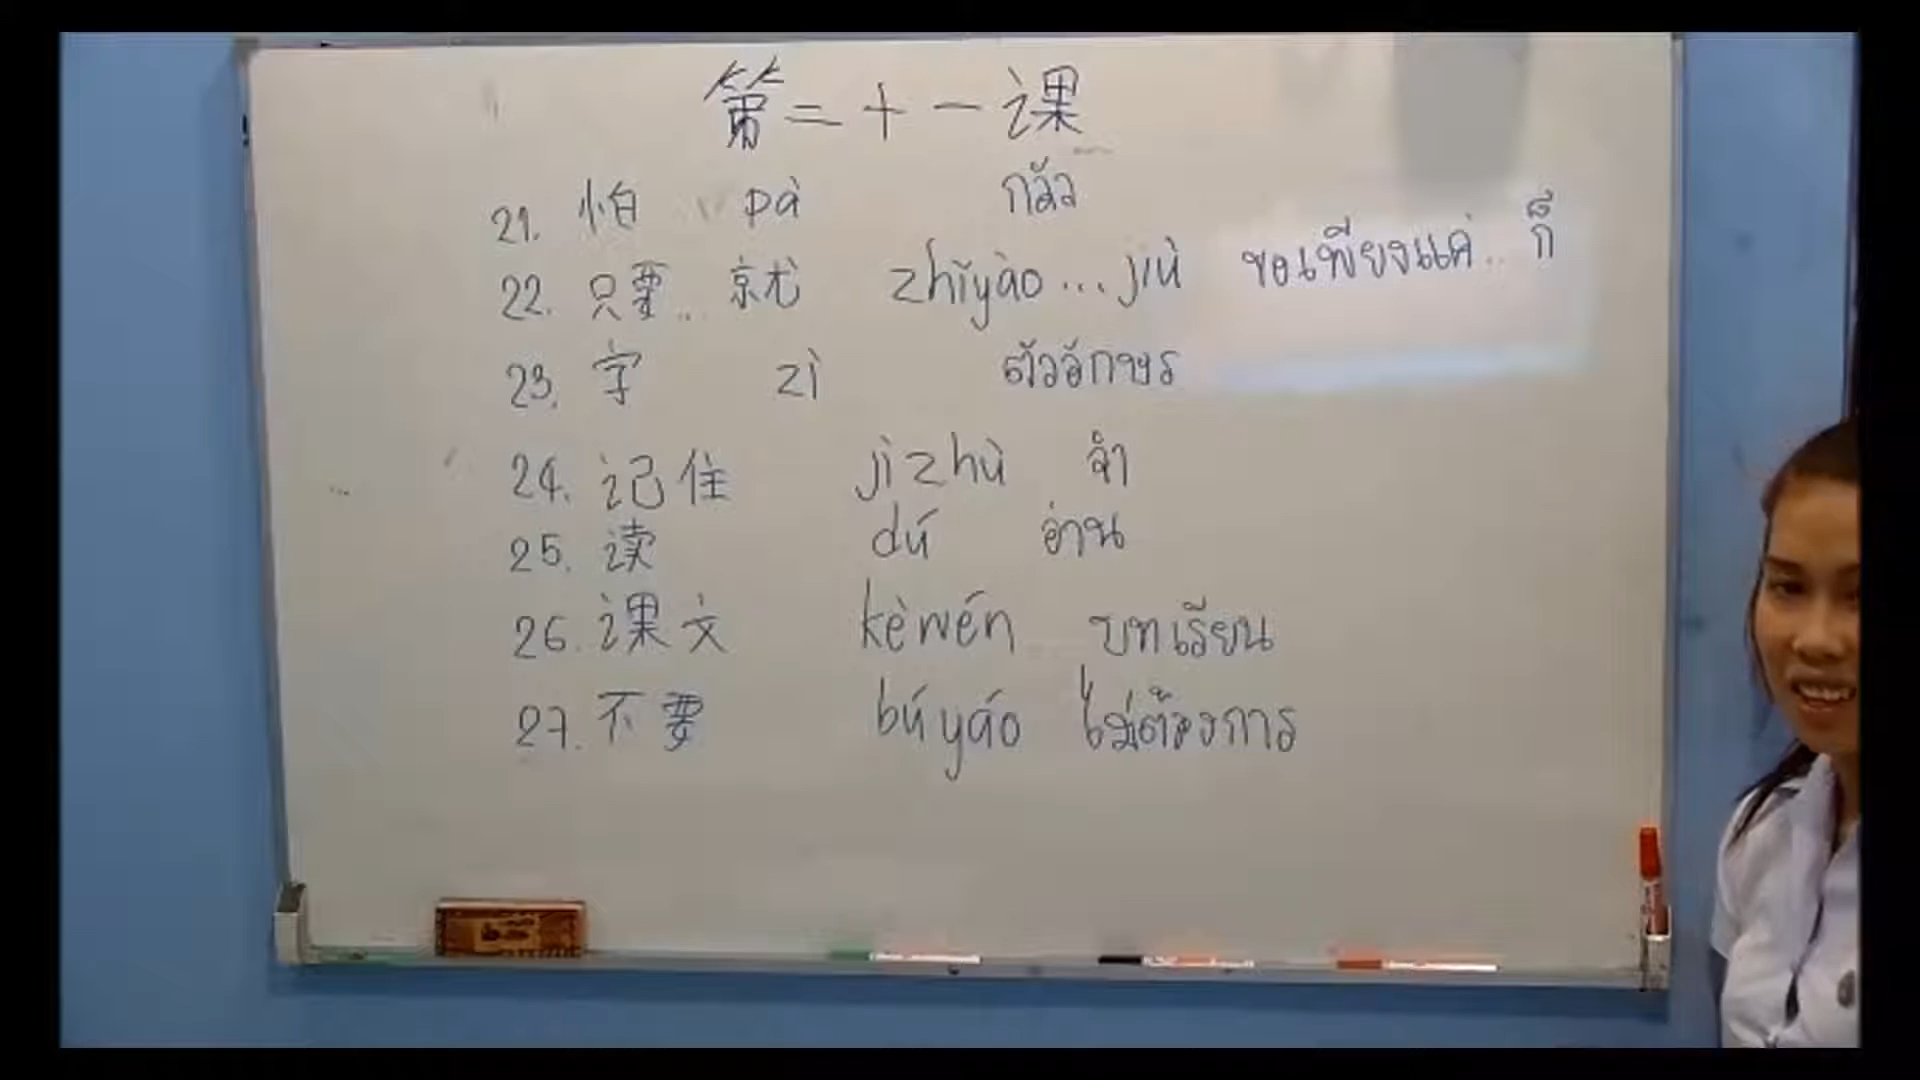 第二十一课
21. 怕 pà กลัว
22. 只要... 就 zhǐyào...jiù ขอเพียงแค่... ก็
23. 字 zì ตัวอักษร
24. 记住 jìzhù จำ
25. 读 dú อ่าน
26. 课文 kèwén บทเรียน
27. 不要 búyáo ไม่ต้องการ